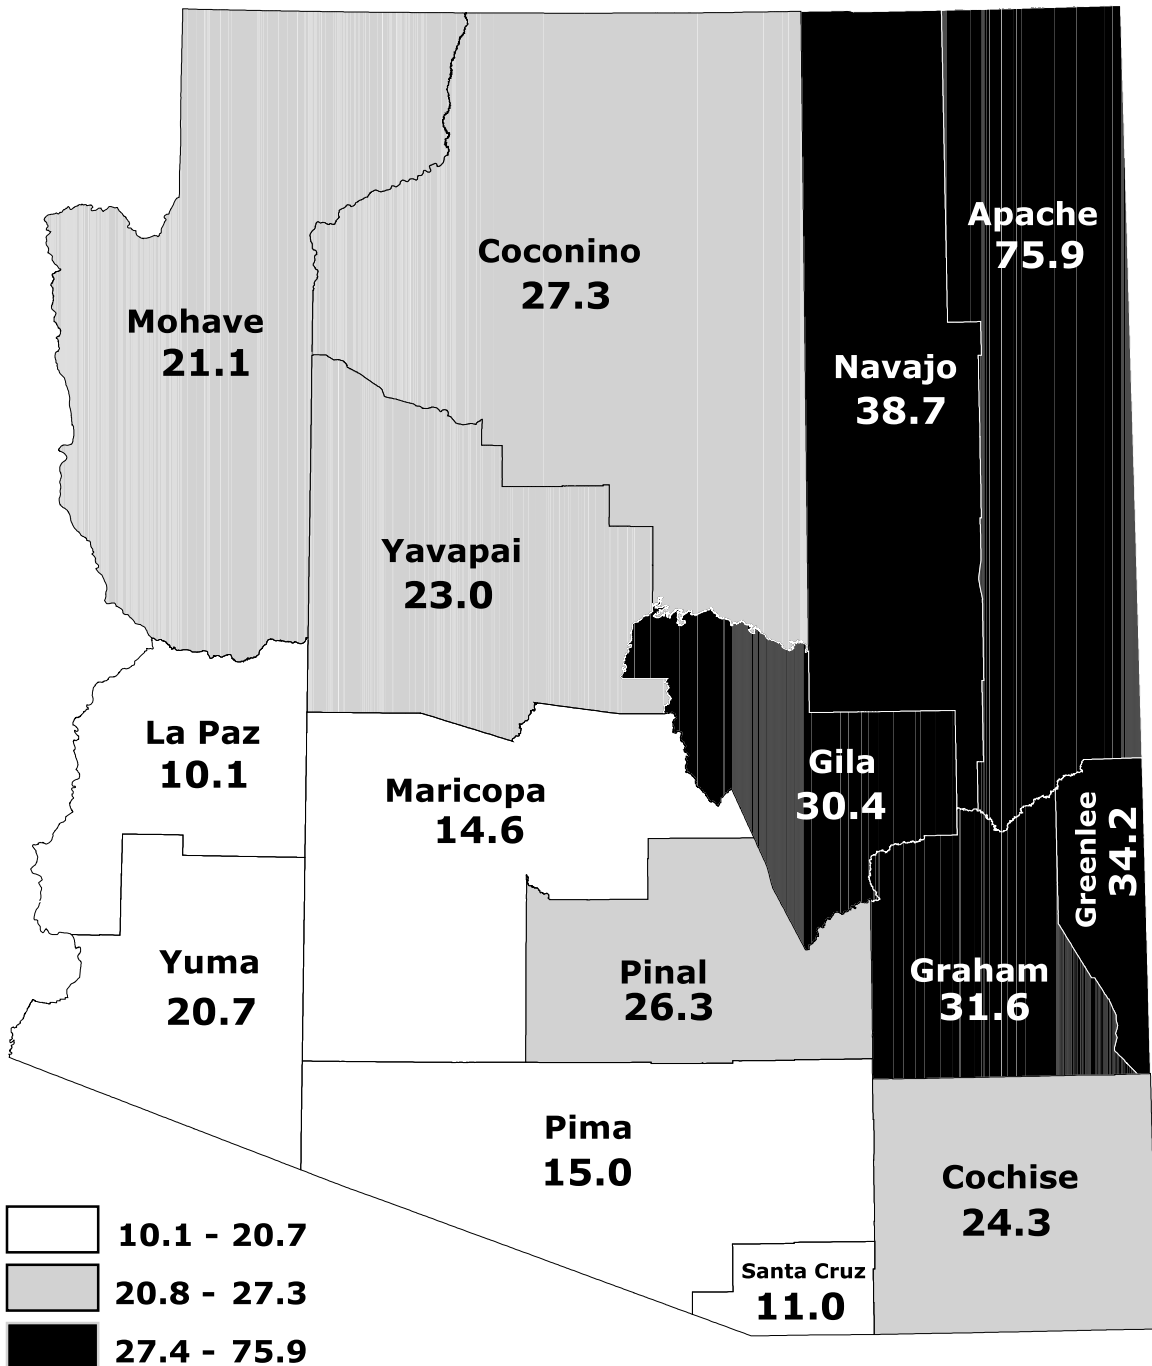 Apache
75.9
Coconino
27.3
Mohave
21.1
Navajo
38.7
Yavapai
23.0
La Paz
10.1
Gila
30.4
Maricopa
14.6
Greenlee
34.2
Yuma
20.7
Pinal
26.3
Graham
31.6
Pima
15.0
Cochise
24.3
Santa Cruz
11.0
10.1 - 20.7
20.8 - 27.3
27.4 - 75.9